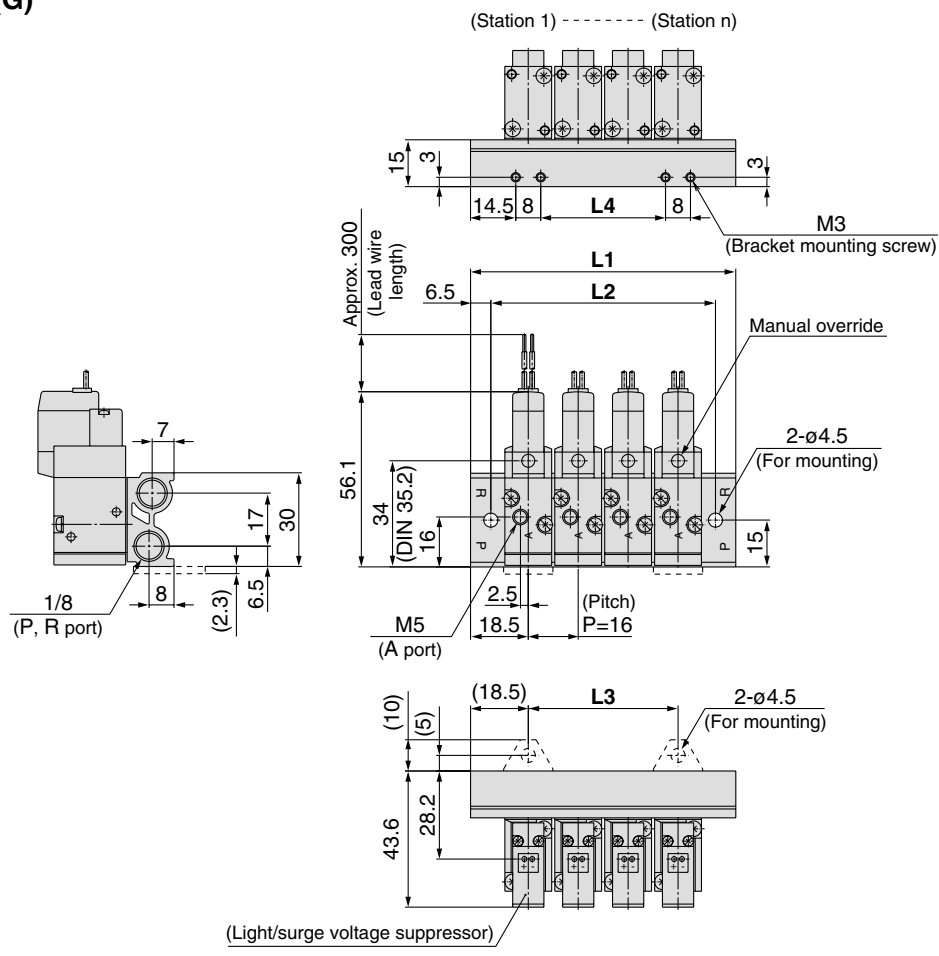 G)
(Station 1) (Station n)
15
3
3
14.5
8
L4
8
M3
(Bracket mounting screw)
Approx. 300
(Lead wire
length)
L1
6.5
L2
Manual override
2-ø4.5
(For mounting)
7
17
30
1/8
(P, R port)
8
(2.3)
6.5
56.1
34
(DIN 35.2)
16
R
P
A
A
A
A
R
P
15
2.5
18.5
(Pitch)
P=16
M5
(A port)
(18.5)
L3
2-ø4.5
(For mounting)
(10)
(5)
43.6
28.2
+ -
+ -
+ -
+ -
(Light/surge voltage suppressor)